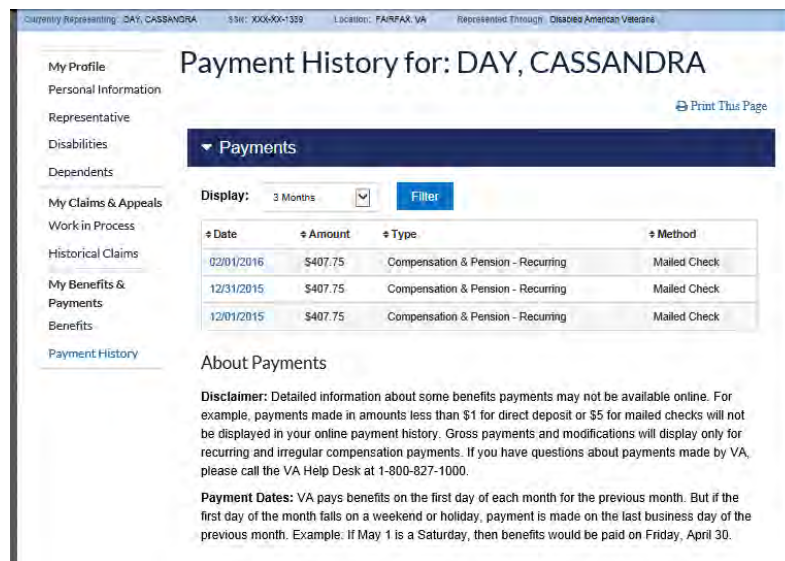 Currently Representing: DAY, CASSANDRA SSN: XXX-XX-1339 Location: FAIRFAX, VA Represented Through: Disabled American Veterans
Payment History for: DAY, CASSANDRA
Print This Page
My Profile
Personal Information
Representative
Disabilities
Dependents
My Claims & Appeals
Work in Process
Historical Claims
My Benefits &
Payments
Benefits
Payment History
Payments
Display: 3 Months Filter
Date Amount Type Method
02/01/2016 $407.75 Compensation & Pension - Recurring Mailed Check
12/31/2015 $407.75 Compensation & Pension - Recurring Mailed Check
12/01/2015 $407.75 Compensation & Pension - Recurring Mailed Check
About Payments
Disclaimer: Detailed information about some benefits payments may not be available online. For
example, payments made in amounts less than $1 for direct deposit or $5 for mailed checks will not
be displayed in your online payment history. Gross payments and modifications will display only for
recurring and irregular compensation payments. If you have questions about payments made by VA,
please call the VA Help Desk at 1-800-827-1000.
Payment Dates: VA pays benefits on the first day of each month for the previous month. But if the
first day of the month falls on a weekend or holiday, payment is made on the last business day of the
previous month. Example: If May 1 is a Saturday, then benefits would be paid on Friday, April 30.